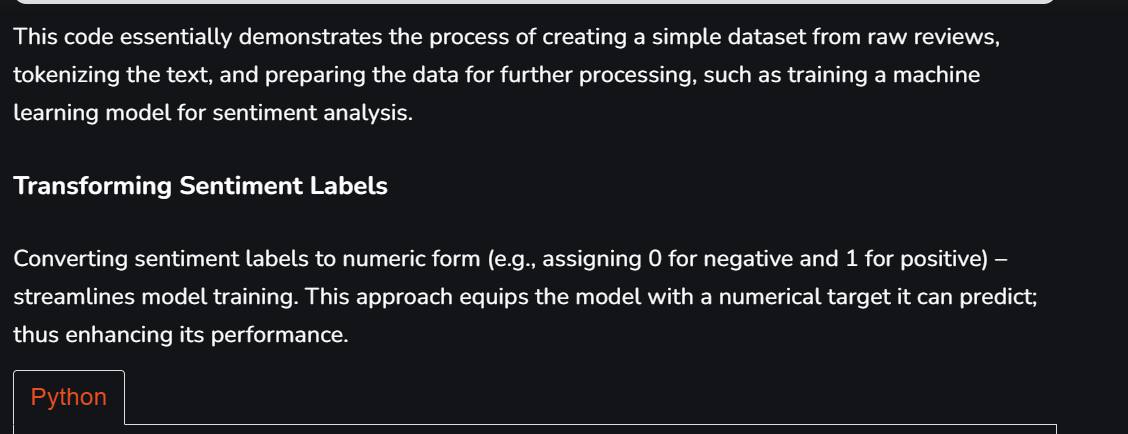 This code essentially demonstrates the process of creating a simple dataset from raw reviews,
tokenizing the text, and preparing the data for further processing, such as training a machine
learning model for sentiment analysis.
Transforming Sentiment Labels
Converting sentiment labels to numeric form (e.g., assigning 0 for negative and 1 for positive) –
streamlines model training. This approach equips the model with a numerical target it can predict;
thus enhancing its performance.
Python